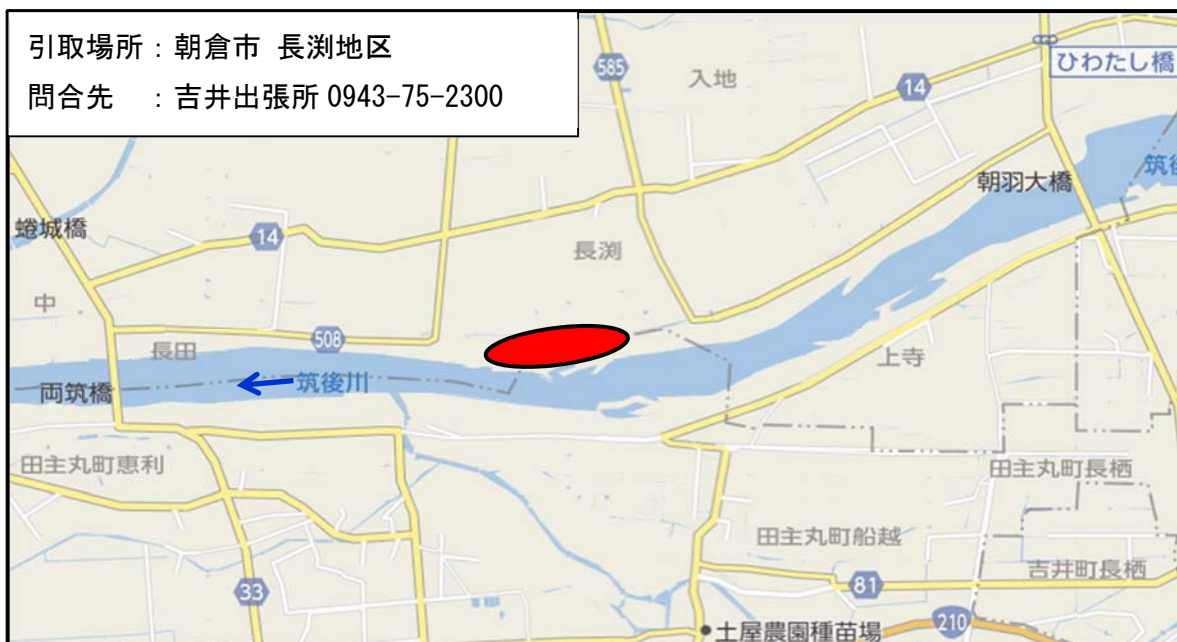 引取場所：朝倉市 長渕地区
問合先　：吉井出張所 0943-75-2300
585
入地
ひわたし橋
14
筑後
朝羽大橋
蜷城橋
14
長渕
中
508
長田
上寺
筑後川
両筑橋
田主丸町恵利
田主丸町長栖
田主丸町船越
吉井町長栖
33
81
210
土屋農園種苗場